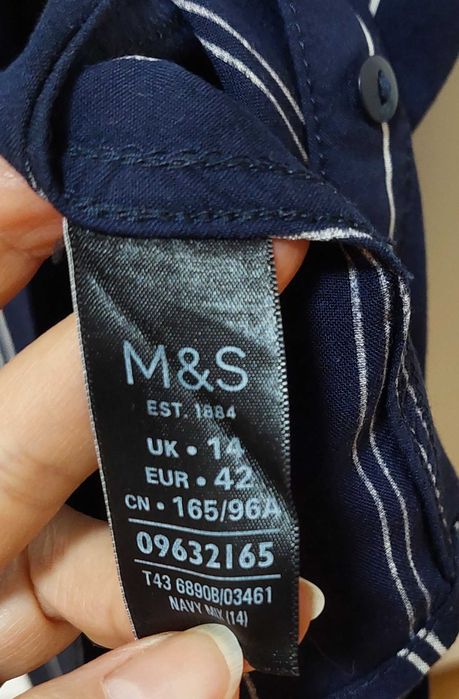 M&S
EST. 1884
UK • 14
EUR • 42
CN • 165/96A
09632165
T43 6890B/03461
NAVY MIX (14)